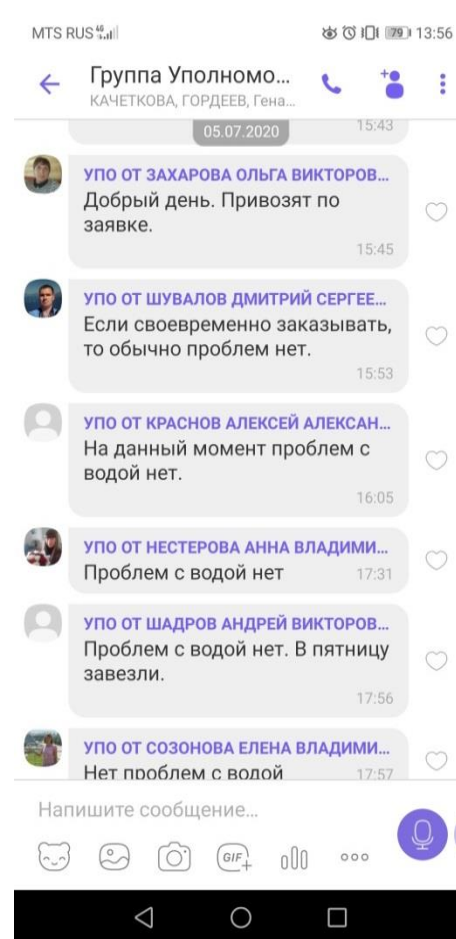 MTS RUS 4G 79 13:56
Группа Уполномо...
КАЧЕТКОВА, ГОРДЕЕВ, Гена...
05.07.2020
15:43
УПО ОТ ЗАХАРОВА ОЛЬГА ВИКТОРОВ...
Добрый день. Привозят по
заявке.
15:45
УПО ОТ ШУВАЛОВ ДМИТРИЙ СЕРГЕЕ...
Если своевременно заказывать,
то обычно проблем нет.
15:53
УПО ОТ КРАСНОВ АЛЕКСЕЙ АЛЕКСАН...
На данный момент проблем с
водой нет.
16:05
УПО ОТ НЕСТЕРОВА АННА ВЛАДИМИ...
Проблем с водой нет 17:31
УПО ОТ ШАДРОВ АНДРЕЙ ВИКТОРОВ...
Проблем с водой нет. В пятницу
завезли.
17:56
УПО ОТ СОЗОНОВА ЕЛЕНА ВЛАДИМИ...
Нет проблем с водой 17:57
Напишите сообщение...
GIF